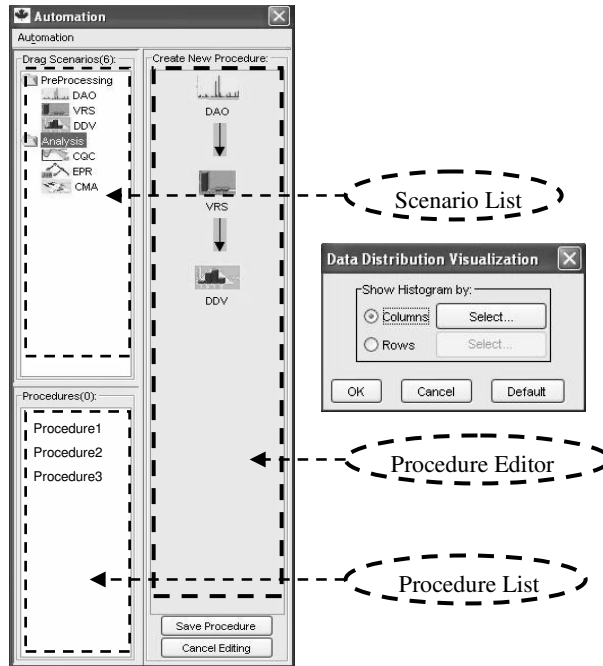 Automation
Automation
Drag Scenarios(6):
PreProcessing
DAO
VRS
DDV
Analysis
CQC
EPR
CMA
Procedures(0):
Procedure1
Procedure2
Procedure3
Create New Procedure:
DAO
VRS
DDV
Save Procedure
Cancel Editing
Scenario List
Data Distribution Visualization
Show Histogram by:
Columns Select...
Rows Select...
OK Cancel Default
Procedure Editor
Procedure List